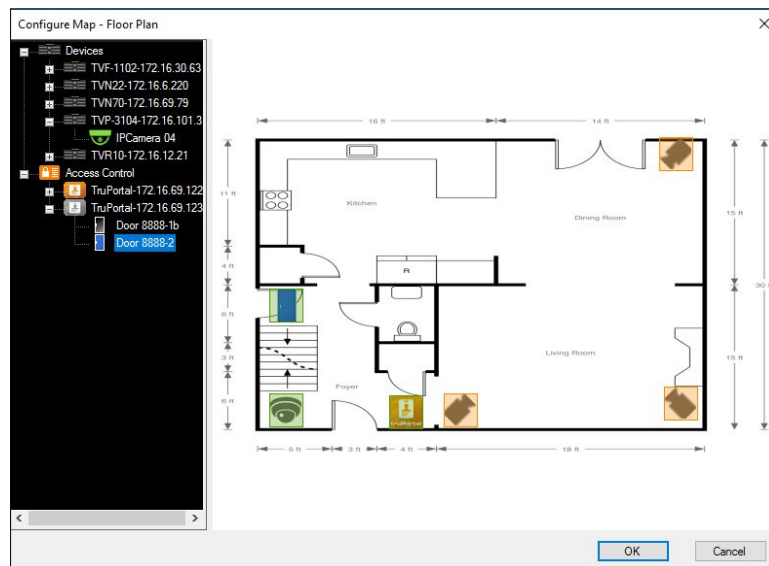 Configure Map - Floor Plan
Devices
TVF-1102-172.16.30.63
TVN22-172.16.6.220
TVN70-172.16.69.79
TVP-3104-172.16.101.3
IPCamera 04
TVR10-172.16.12.21
Access Control
TruPortal-172.16.69.122
TruPortal-172.16.69.123
Door 8888-1b
Door 8888-2
16 ft
14 ft
11 ft
Kitchen
Dining Room
15 ft
4 ft
R
30 ft
6 ft
3 ft
Living Room
15 ft
6 ft
Foyer
truPortal
5 ft
3 ft
4 ft
18 ft
OK
Cancel